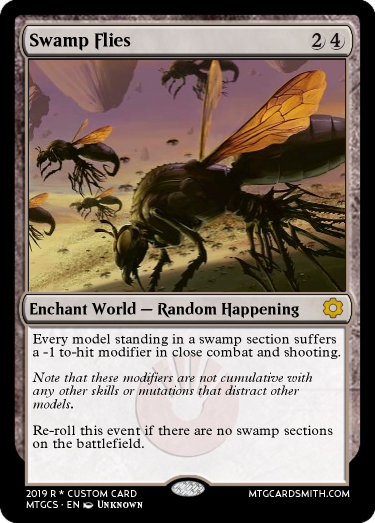 Swamp Flies
2 4
Enchant World — Random Happening
Every model standing in a swamp section suffers
a -1 to-hit modifier in close combat and shooting.
Note that these modifiers are not cumulative with
any other skills or mutations that distract other
models.
Re-roll this event if there are no swamp sections
on the battlefield.
2019 R * CUSTOM CARD
MTGCS · EN Unknown
MTGCARDSMITH.COM